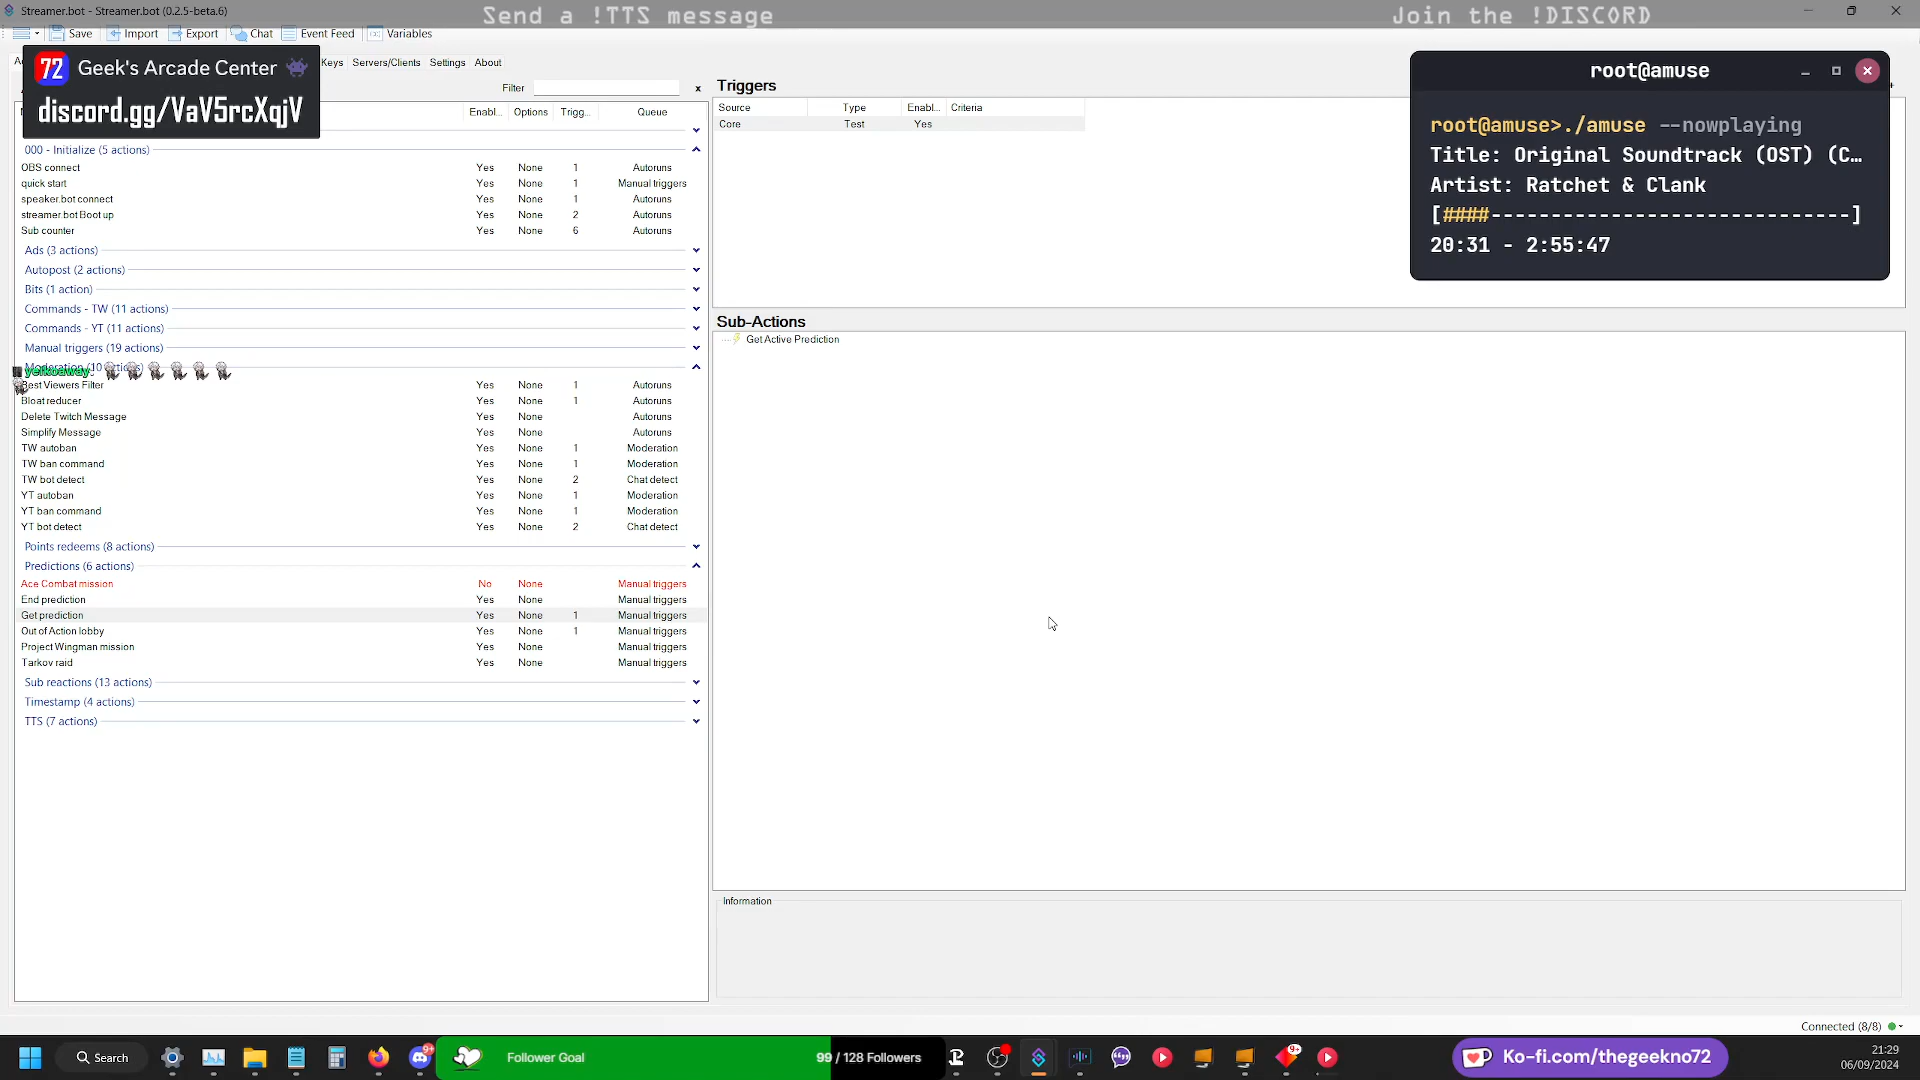 Streamer.bot - Streamer.bot (0.2.5-beta.6)
Send a !TTS message
Join the !DISCORD
Save Import Export Chat Event Feed Variables
Keys Servers/Clients Settings About
72 Geek's Arcade Center
discord.gg/VaV5rcXqjV
Filter x
Enabl... Options Trigg... Queue
000 - Initialize (5 actions)
OBS connect Yes None 1 Autoruns
quick start Yes None 1 Manual triggers
speaker.bot connect Yes None 1 Autoruns
streamer.bot Boot up Yes None 2 Autoruns
Sub counter Yes None 6 Autoruns
Ads (3 actions)
Autopost (2 actions)
Bits (1 action)
Commands - TW (11 actions)
Commands - YT (11 actions)
Manual triggers (19 actions)
Moderation (10 actions)
yefkoaway:
Best Viewers Filter Yes None 1 Autoruns
Bloat reducer Yes None 1 Autoruns
Delete Twitch Message Yes None Autoruns
Simplify Message Yes None Autoruns
TW autoban Yes None 1 Moderation
TW ban command Yes None 1 Moderation
TW bot detect Yes None 2 Chat detect
YT autoban Yes None 1 Moderation
YT ban command Yes None 1 Moderation
YT bot detect Yes None 2 Chat detect
Points redeems (8 actions)
Predictions (6 actions)
Ace Combat mission No None Manual triggers
End prediction Yes None Manual triggers
Get prediction Yes None 1 Manual triggers
Out of Action lobby Yes None 1 Manual triggers
Project Wingman mission Yes None Manual triggers
Tarkov raid Yes None Manual triggers
Sub reactions (13 actions)
Timestamp (4 actions)
TTS (7 actions)
Triggers
Source Type Enabl... Criteria
Core Test Yes
Sub-Actions
Get Active Prediction
Information
root@amuse
root@amuse>./amuse --nowplaying
Title: Original Soundtrack (OST) (C…
Artist: Ratchet & Clank
[####------------------------------]
20:31 - 2:55:47
Connected (8/8)
Search
9+
Follower Goal 99 / 128 Followers
9+
Ko-fi.com/thegeekno72
21:29
06/09/2024